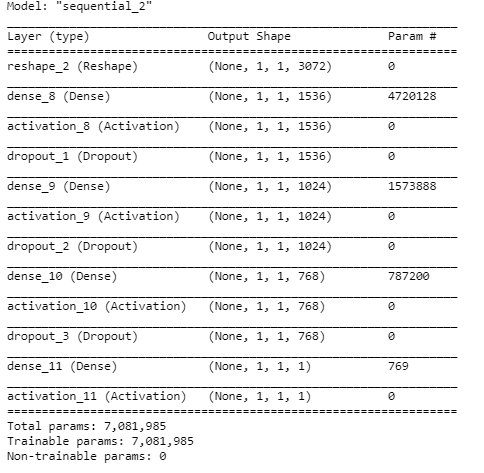 Model: "sequential_2"
Layer (type) Output Shape Param #
reshape_2 (Reshape) (None, 1, 1, 3072) 0
dense_8 (Dense) (None, 1, 1, 1536) 4720128
activation_8 (Activation) (None, 1, 1, 1536) 0
dropout_1 (Dropout) (None, 1, 1, 1536) 0
dense_9 (Dense) (None, 1, 1, 1024) 1573888
activation_9 (Activation) (None, 1, 1, 1024) 0
dropout_2 (Dropout) (None, 1, 1, 1024) 0
dense_10 (Dense) (None, 1, 1, 768) 787200
activation_10 (Activation) (None, 1, 1, 768) 0
dropout_3 (Dropout) (None, 1, 1, 768) 0
dense_11 (Dense) (None, 1, 1, 1) 769
activation_11 (Activation) (None, 1, 1, 1) 0
Total params: 7,081,985
Trainable params: 7,081,985
Non-trainable params: 0